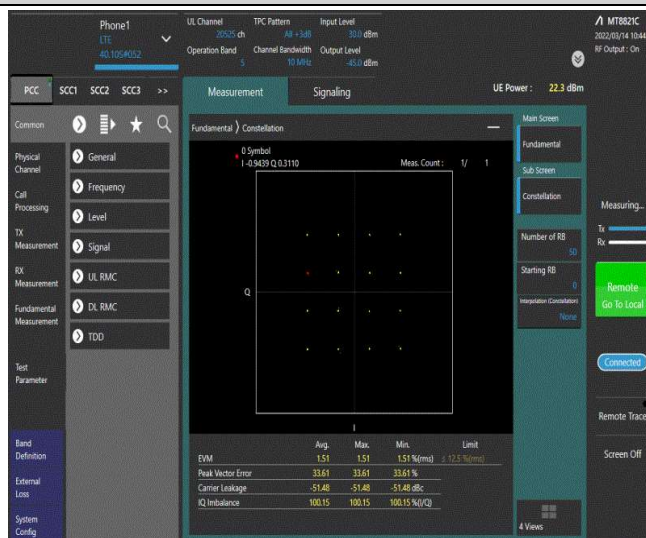 Phone1
LTE
40.105#052
UL Channel 20525 ch
TPC Pattern All +3dB
Input Level 30.0 dBm
Operation Band 5
Channel Bandwidth 10 MHz
Output Level -45.0 dBm
MT8821C
2022/03/14 10:44
RF Output : On
PCC SCC1 SCC2 SCC3 >>
Measurement Signaling
UE Power : 22.3 dBm
Common
Physical
Channel
Call
Processing
TX
Measurement
RX
Measurement
Fundamental
Measurement
Test
Parameter
Band
Definition
External
Loss
System
Config
General
Frequency
Level
Signal
UL RMC
DL RMC
TDD
Fundamental 〉 Constellation
0 Symbol
I -0.9439 Q 0.3110
Meas. Count : 1/ 1
Q
I
Avg. Max. Min. Limit
EVM 1.51 1.51 1.51 %(rms) ≤ 12.5 %(rms)
Peak Vector Error 33.61 33.61 33.61 %
Carrier Leakage -51.48 -51.48 -51.48 dBc
IQ Imbalance 100.15 100.15 100.15 %(I/Q)
Main Screen
Fundamental
Sub Screen
Constellation
Number of RB
50
Starting RB
0
Interpolation (Constellation)
None
4 Views
Measuring...
Tx
Rx
Remote
Go To Local
Connected
Remote Trace
Screen Off